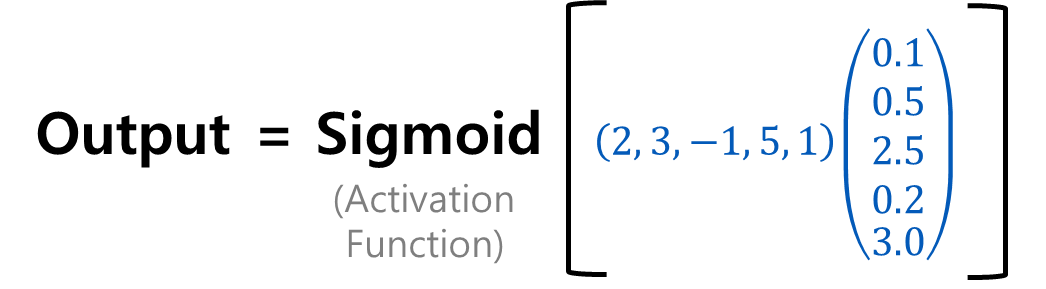 Output = Sigmoid [(2, 3, −1, 5, 1) (0.1
0.5
2.5
0.2
3.0)]
(Activation
Function)